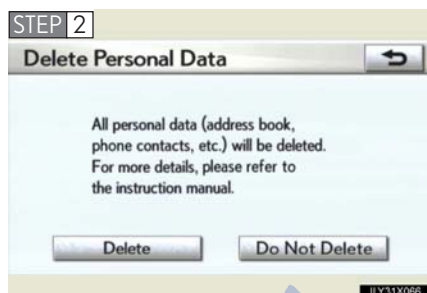 STEP 2
Delete Personal Data
All personal data (address book,
phone contacts, etc.) will be deleted.
For more details, please refer to
the instruction manual.
Delete Do Not Delete
ILY31X066